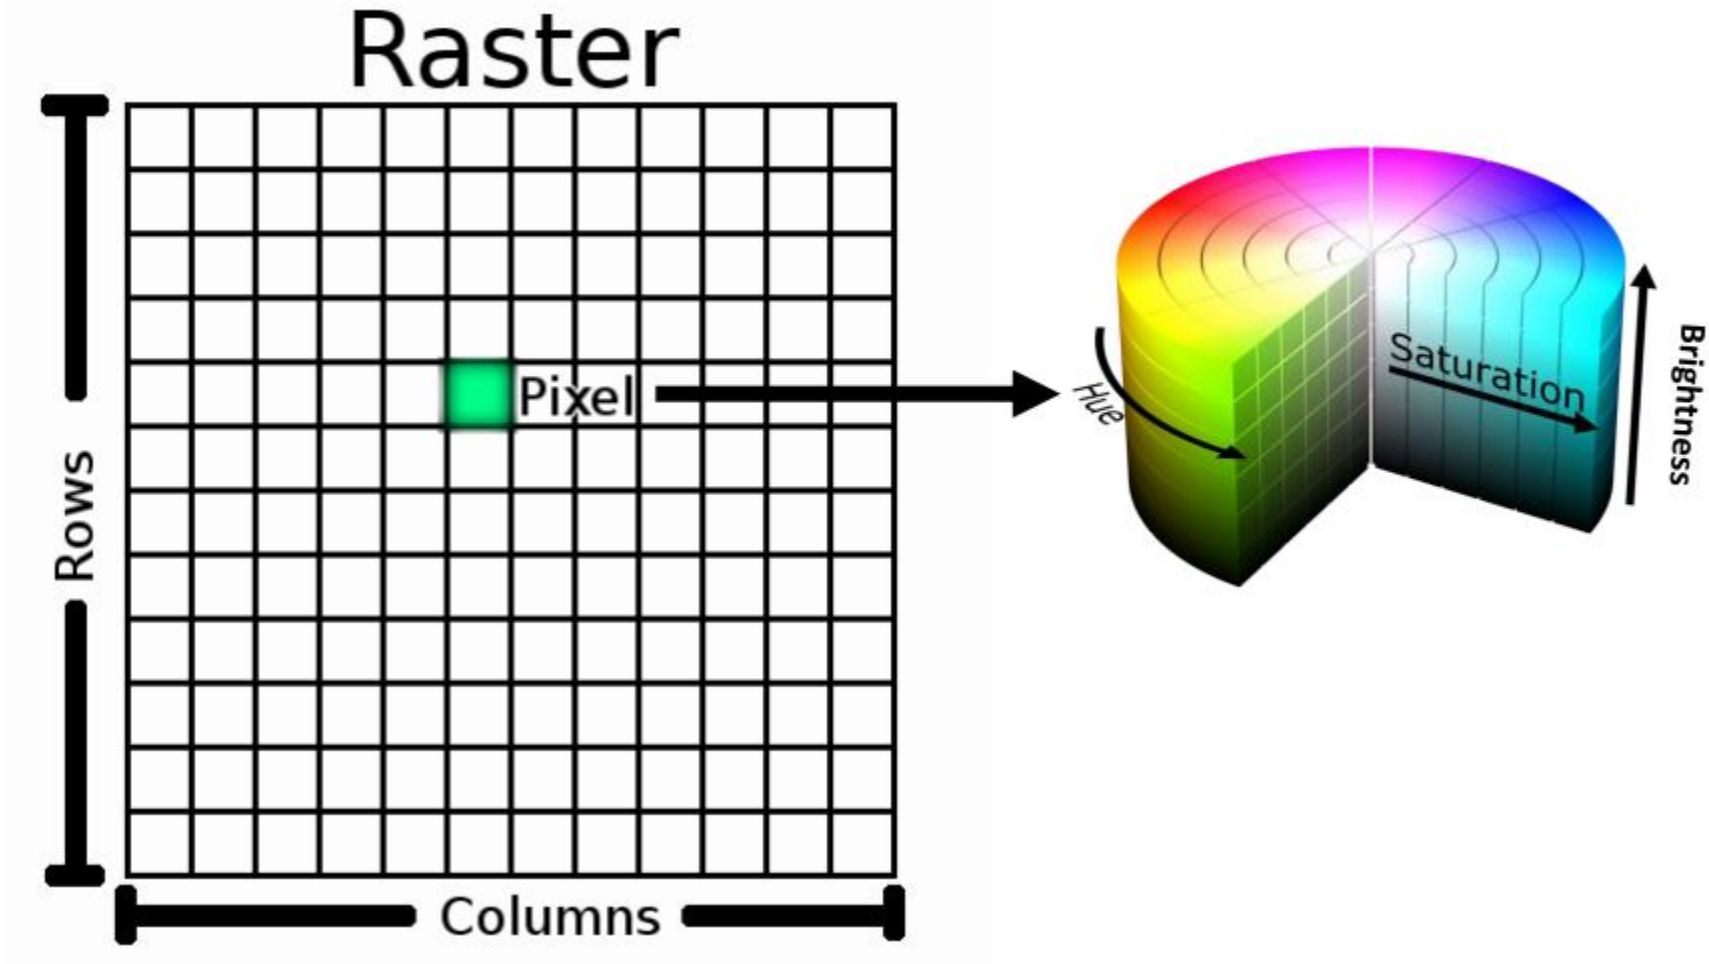 Raster
Pixel
Rows
Columns
Hue
Saturation
Brightness